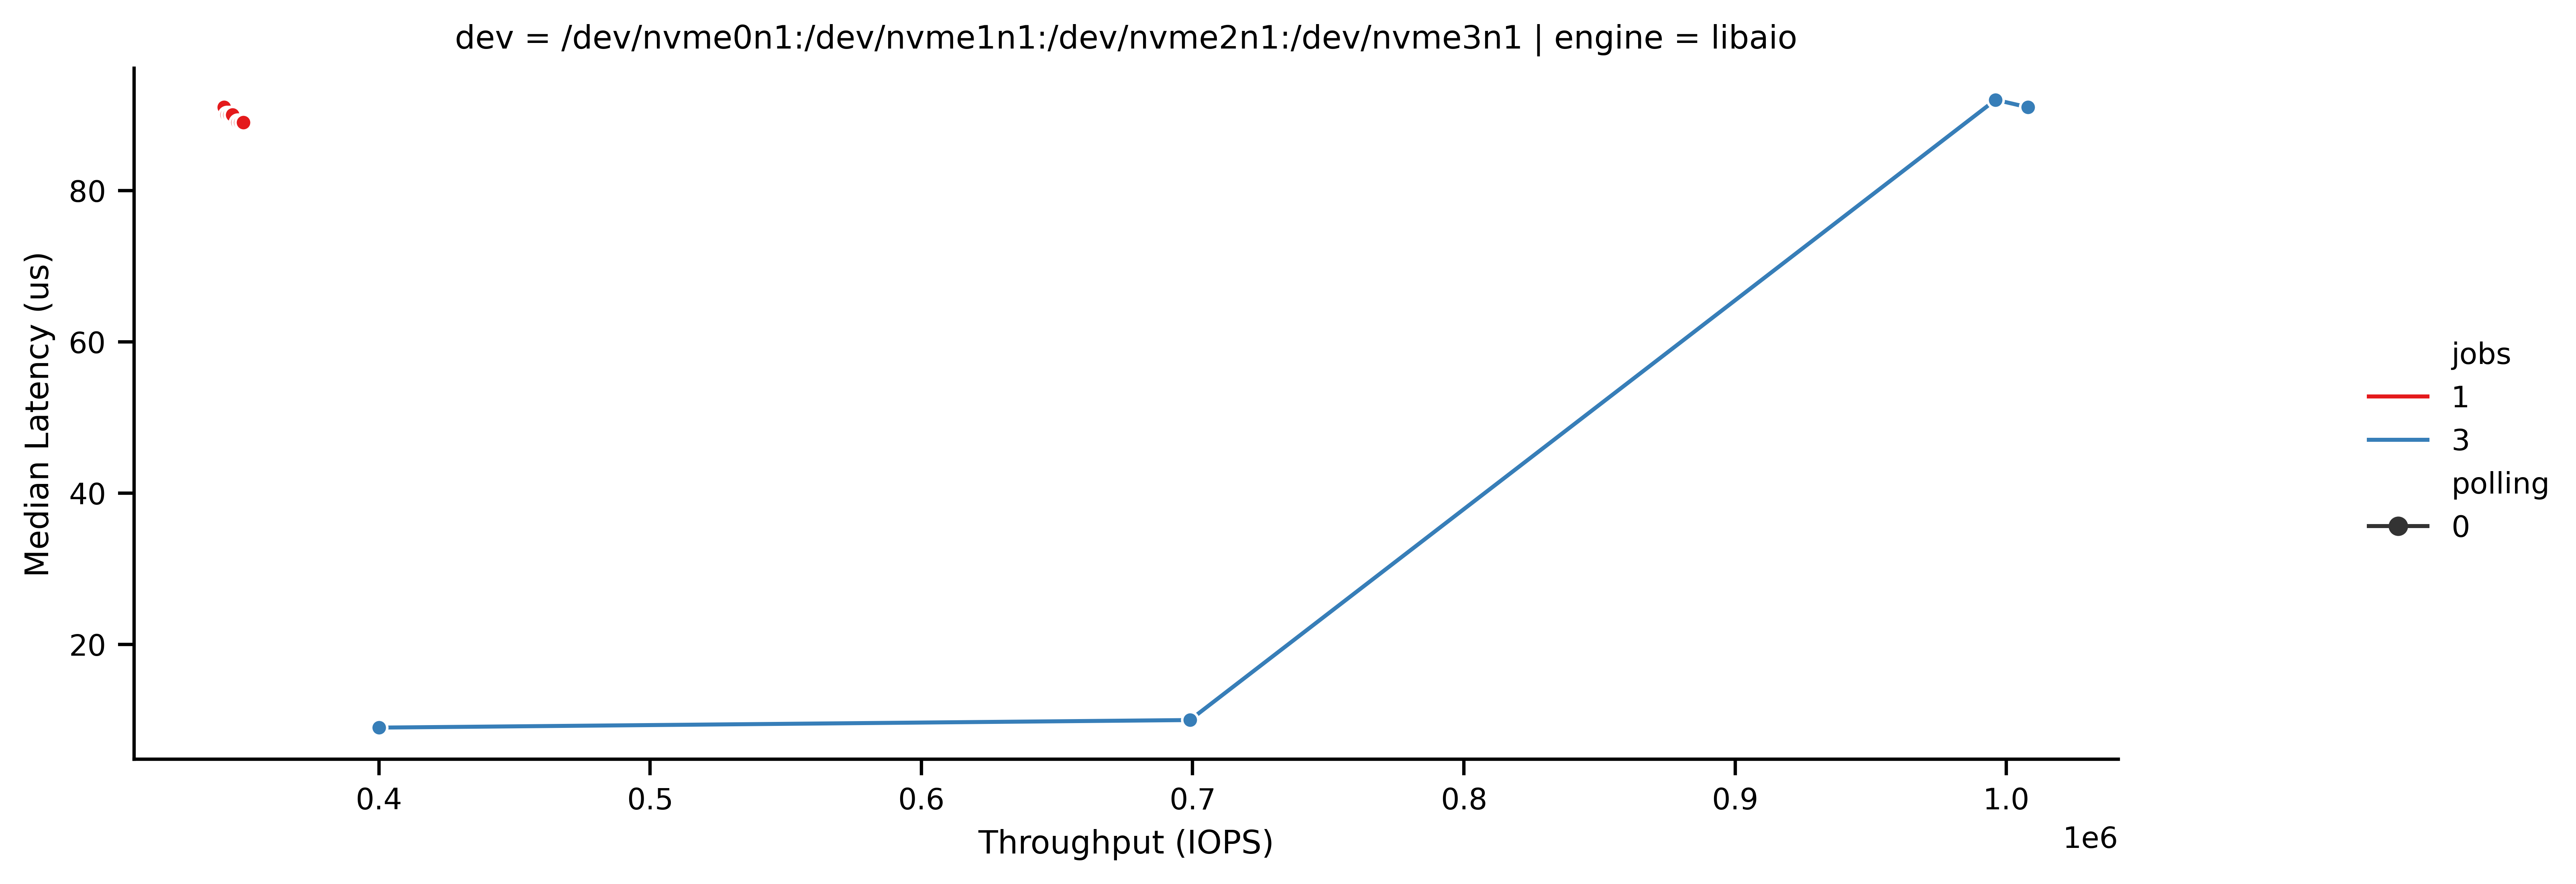 dev = /dev/nvme0n1:/dev/nvme1n1:/dev/nvme2n1:/dev/nvme3n1 | engine = libaio
Median Latency (us)
80
60
40
20
0.4
0.5
0.6
0.7
0.8
0.9
1.0
1e6
Throughput (IOPS)
jobs
1
3
polling
0